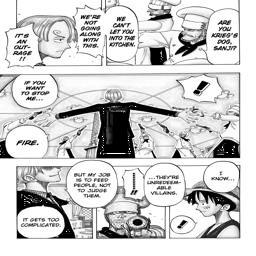 ARE
YOU
KRIEG'S
DOG,
SANJI?
WE
CAN'T
LET YOU
INTO THE
KITCHEN.
WE'RE
NOT
GOING
ALONG
WITH
THIS.
IT'S
AN
OUT-
RAGE
!!
!!
IF YOU
WANT
TO STOP
ME...
FIRE.
I
KNOW...
...THEY'RE
UNREDEEM-
ABLE
VILLAINS.
!!
BUT MY JOB
IS TO FEED
PEOPLE, NOT
TO JUDGE
THEM.
IT GETS TOO
COMPLICATED.